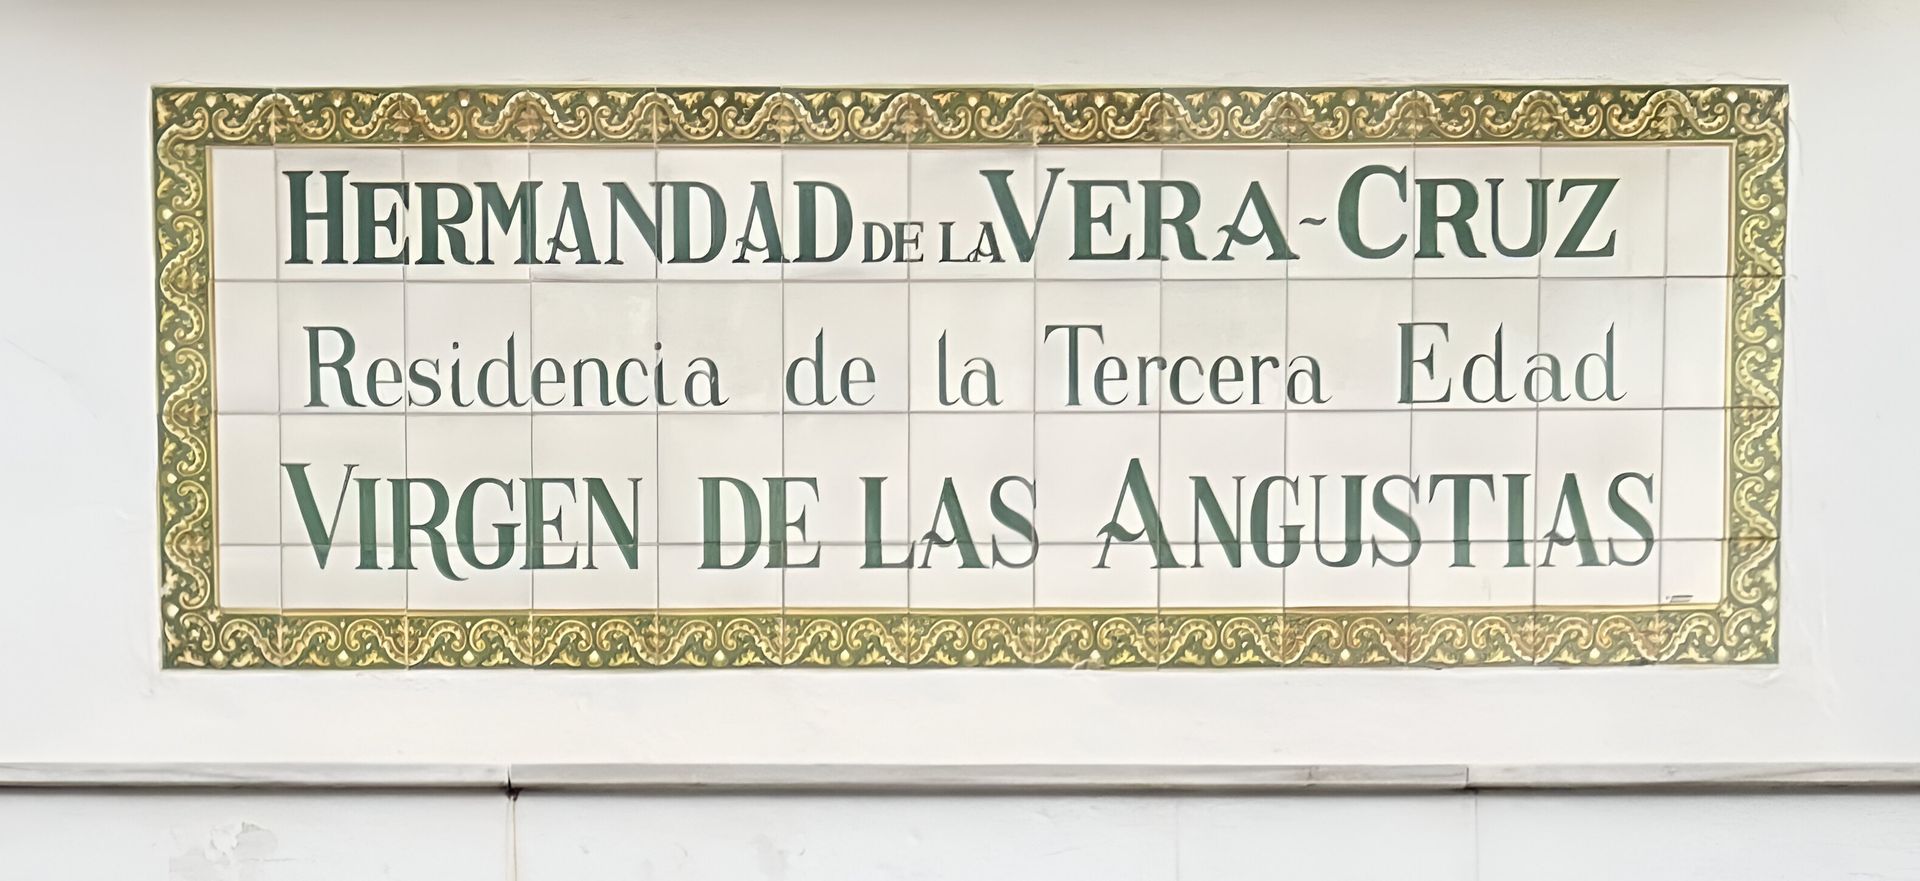 HERMANDAD DE LA VERA-CRUZ
Residencia de la Tercera Edad
VIRGEN DE LAS ANGUSTIAS